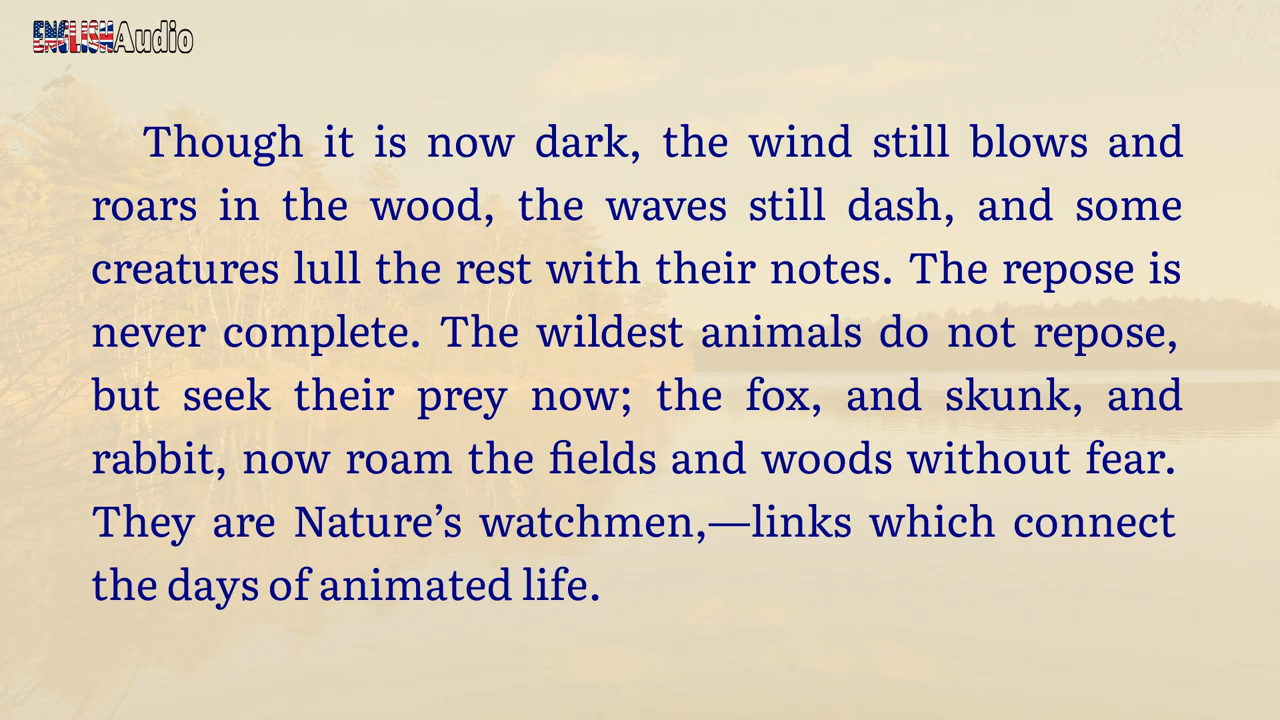 ENGLISHAudio
Though it is now dark, the wind still blows and
roars in the wood, the waves still dash, and some
creatures lull the rest with their notes. The repose is
never complete. The wildest animals do not repose,
but seek their prey now; the fox, and skunk, and
rabbit, now roam the fields and woods without fear.
They are Nature’s watchmen,—links which connect
the days of animated life.